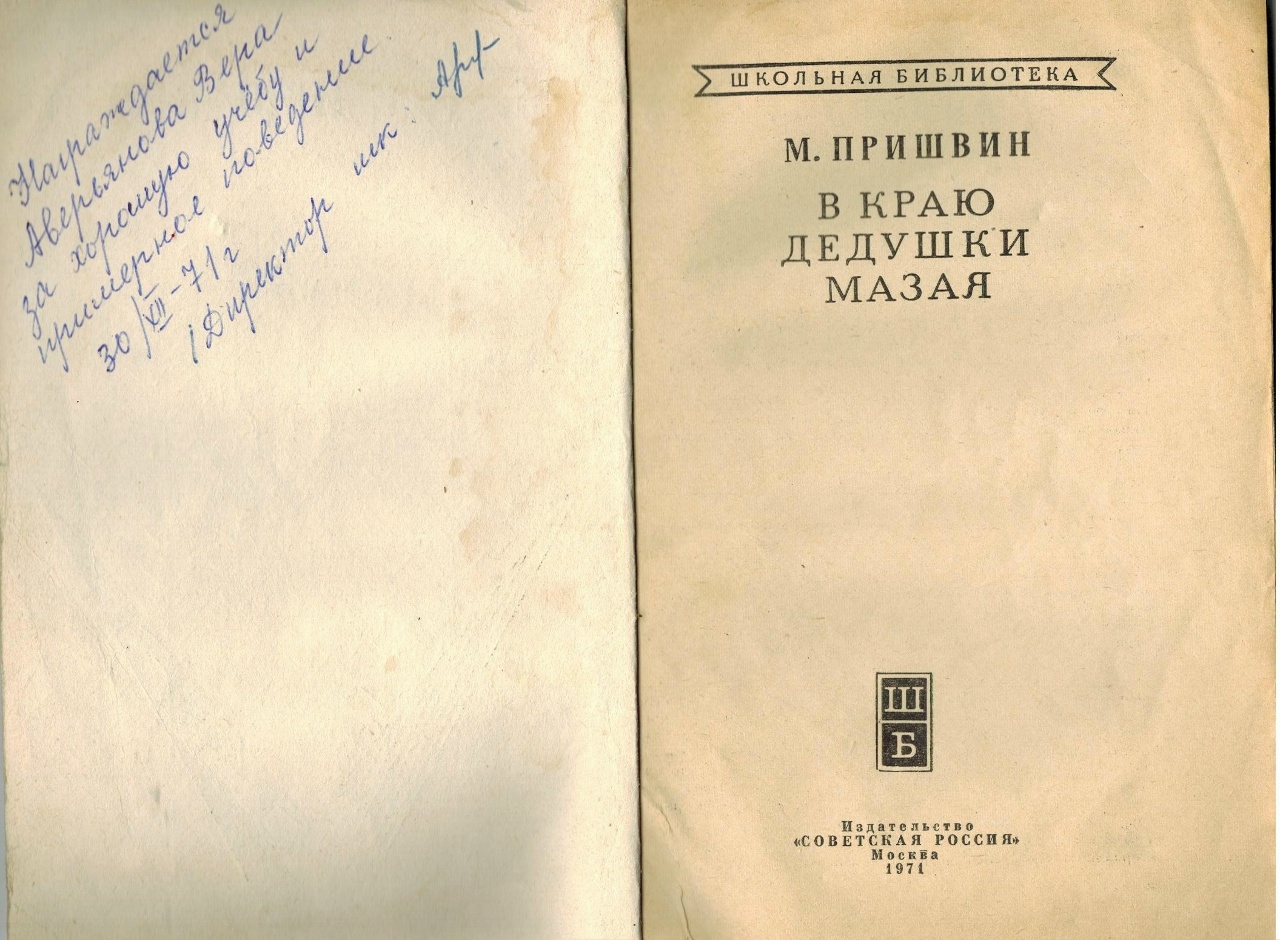 Награждается
Аверьянова Вера
за хорошую учёбу и
примерное поведение.
30/XII-71г
Директор шк:
ШКОЛЬНАЯ БИБЛИОТЕКА
М. ПРИШВИН
В КРАЮ
ДЕДУШКИ
МАЗАЯ
Ш
Б
Издательство
«СОВЕТСКАЯ РОССИЯ»
Москва
1971